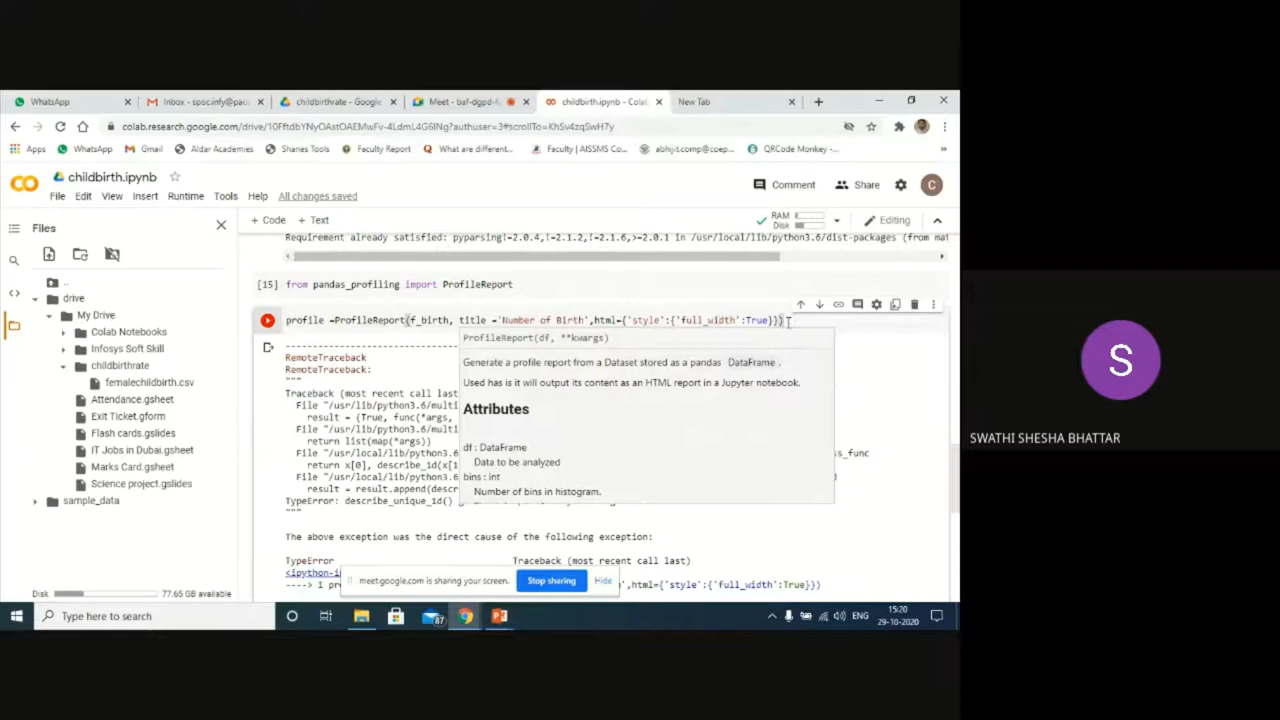 WhatsApp
Inbox - spoc.infy@pac
childbirthrate - Google
Meet - baf-dgpd-f
childbirth.ipynb - Cola
New Tab
colab.research.google.com/drive/10FftdbYNyOAstOAEMwFv-4LdmL4G6INg?authuser=3#scrollTo=KhSv4zqSwH7y
Apps
WhatsApp
Gmail
Aldar Academies
Shanes Tools
Faculty Report
What are different...
Faculty | AISSMS Co...
abhijit.comp@coep...
QRCode Monkey -...
childbirth.ipynb
File Edit View Insert Runtime Tools Help All changes saved
Comment
Share
C
Files
+ Code + Text
RAM
Disk
Editing
..
drive
My Drive
Colab Notebooks
Infosys Soft Skill
childbirthrate
femalechildbirth.csv
Attendance.gsheet
Exit Ticket.gform
Flash cards.gslides
IT Jobs in Dubai.gsheet
Marks Card.gsheet
Science project.gslides
sample_data
Disk 77.65 GB available
Requirement already satisfied: pyparsing!=2.0.4,!=2.1.2,!=2.1.6,>=2.0.1 in /usr/local/lib/python3.6/dist-packages (from mat
[15] from pandas_profiling import ProfileReport
profile =ProfileReport(f_birth, title ='Number of Birth',html={'style':{'full_width':True}})
ProfileReport(df, **kwargs)
Generate a profile report from a Dataset stored as a pandas DataFrame .
Used has is it will output its content as an HTML report in a Jupyter notebook.
Attributes
df : DataFrame
Data to be analyzed
bins : int
Number of bins in histogram.
RemoteTraceback
RemoteTraceback:
"""
Traceback (most recent call last
File "/usr/lib/python3.6/multi
result = (True, func(*args,
File "/usr/lib/python3.6/multi
return list(map(*args))
File "/usr/local/lib/python3.6
s_func
return x[0], describe_1d(x[1
File "/usr/local/lib/python3.6
result = result.append(descr
TypeError: describe_unique_1d()
"""
The above exception was the direct cause of the following exception:
TypeError Traceback (most recent call last)
<ipython-i
----> 1 pr
',html={'style':{'full_width':True}})
meet.google.com is sharing your screen.
Stop sharing
Hide
Type here to search
87
ENG
15:20
29-10-2020
S
SWATHI SHESHA BHATTAR